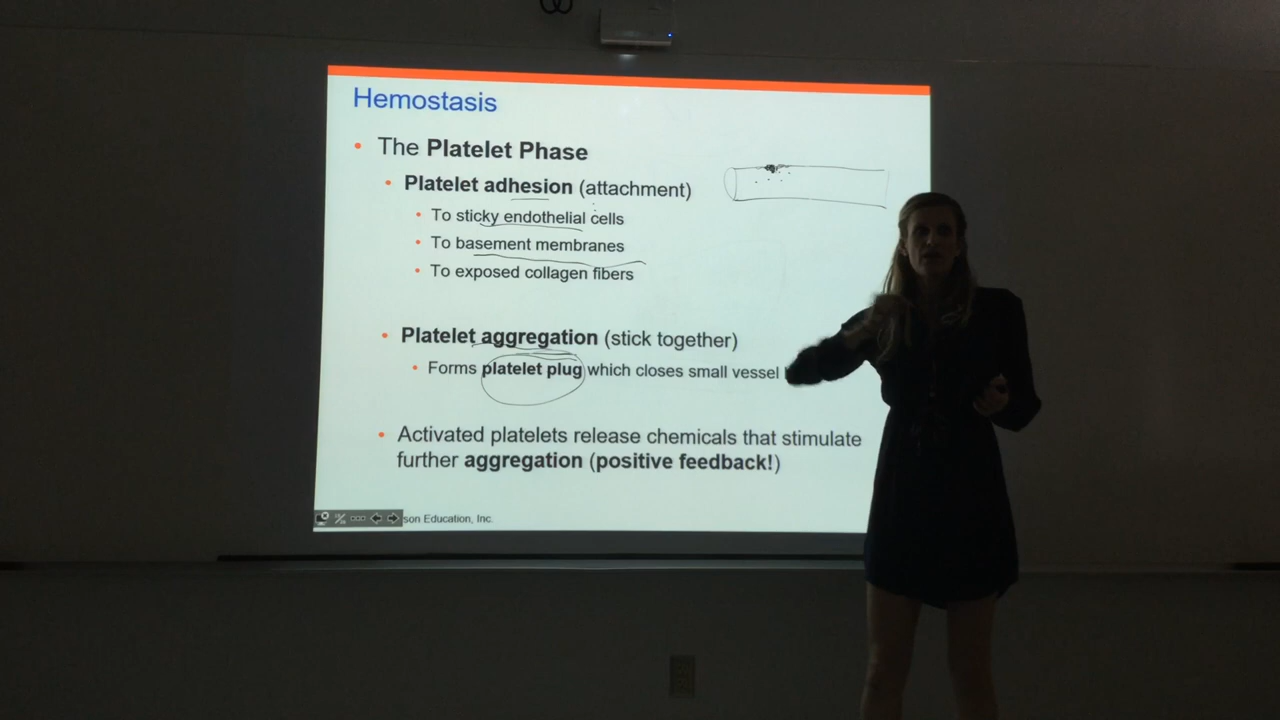 Hemostasis
• The Platelet Phase
• Platelet adhesion (attachment)
• To sticky endothelial cells
• To basement membranes
• To exposed collagen fibers
• Platelet aggregation (stick together)
• Forms platelet plug which closes small vessel
• Activated platelets release chemicals that stimulate
further aggregation (positive feedback!)
son Education, Inc.